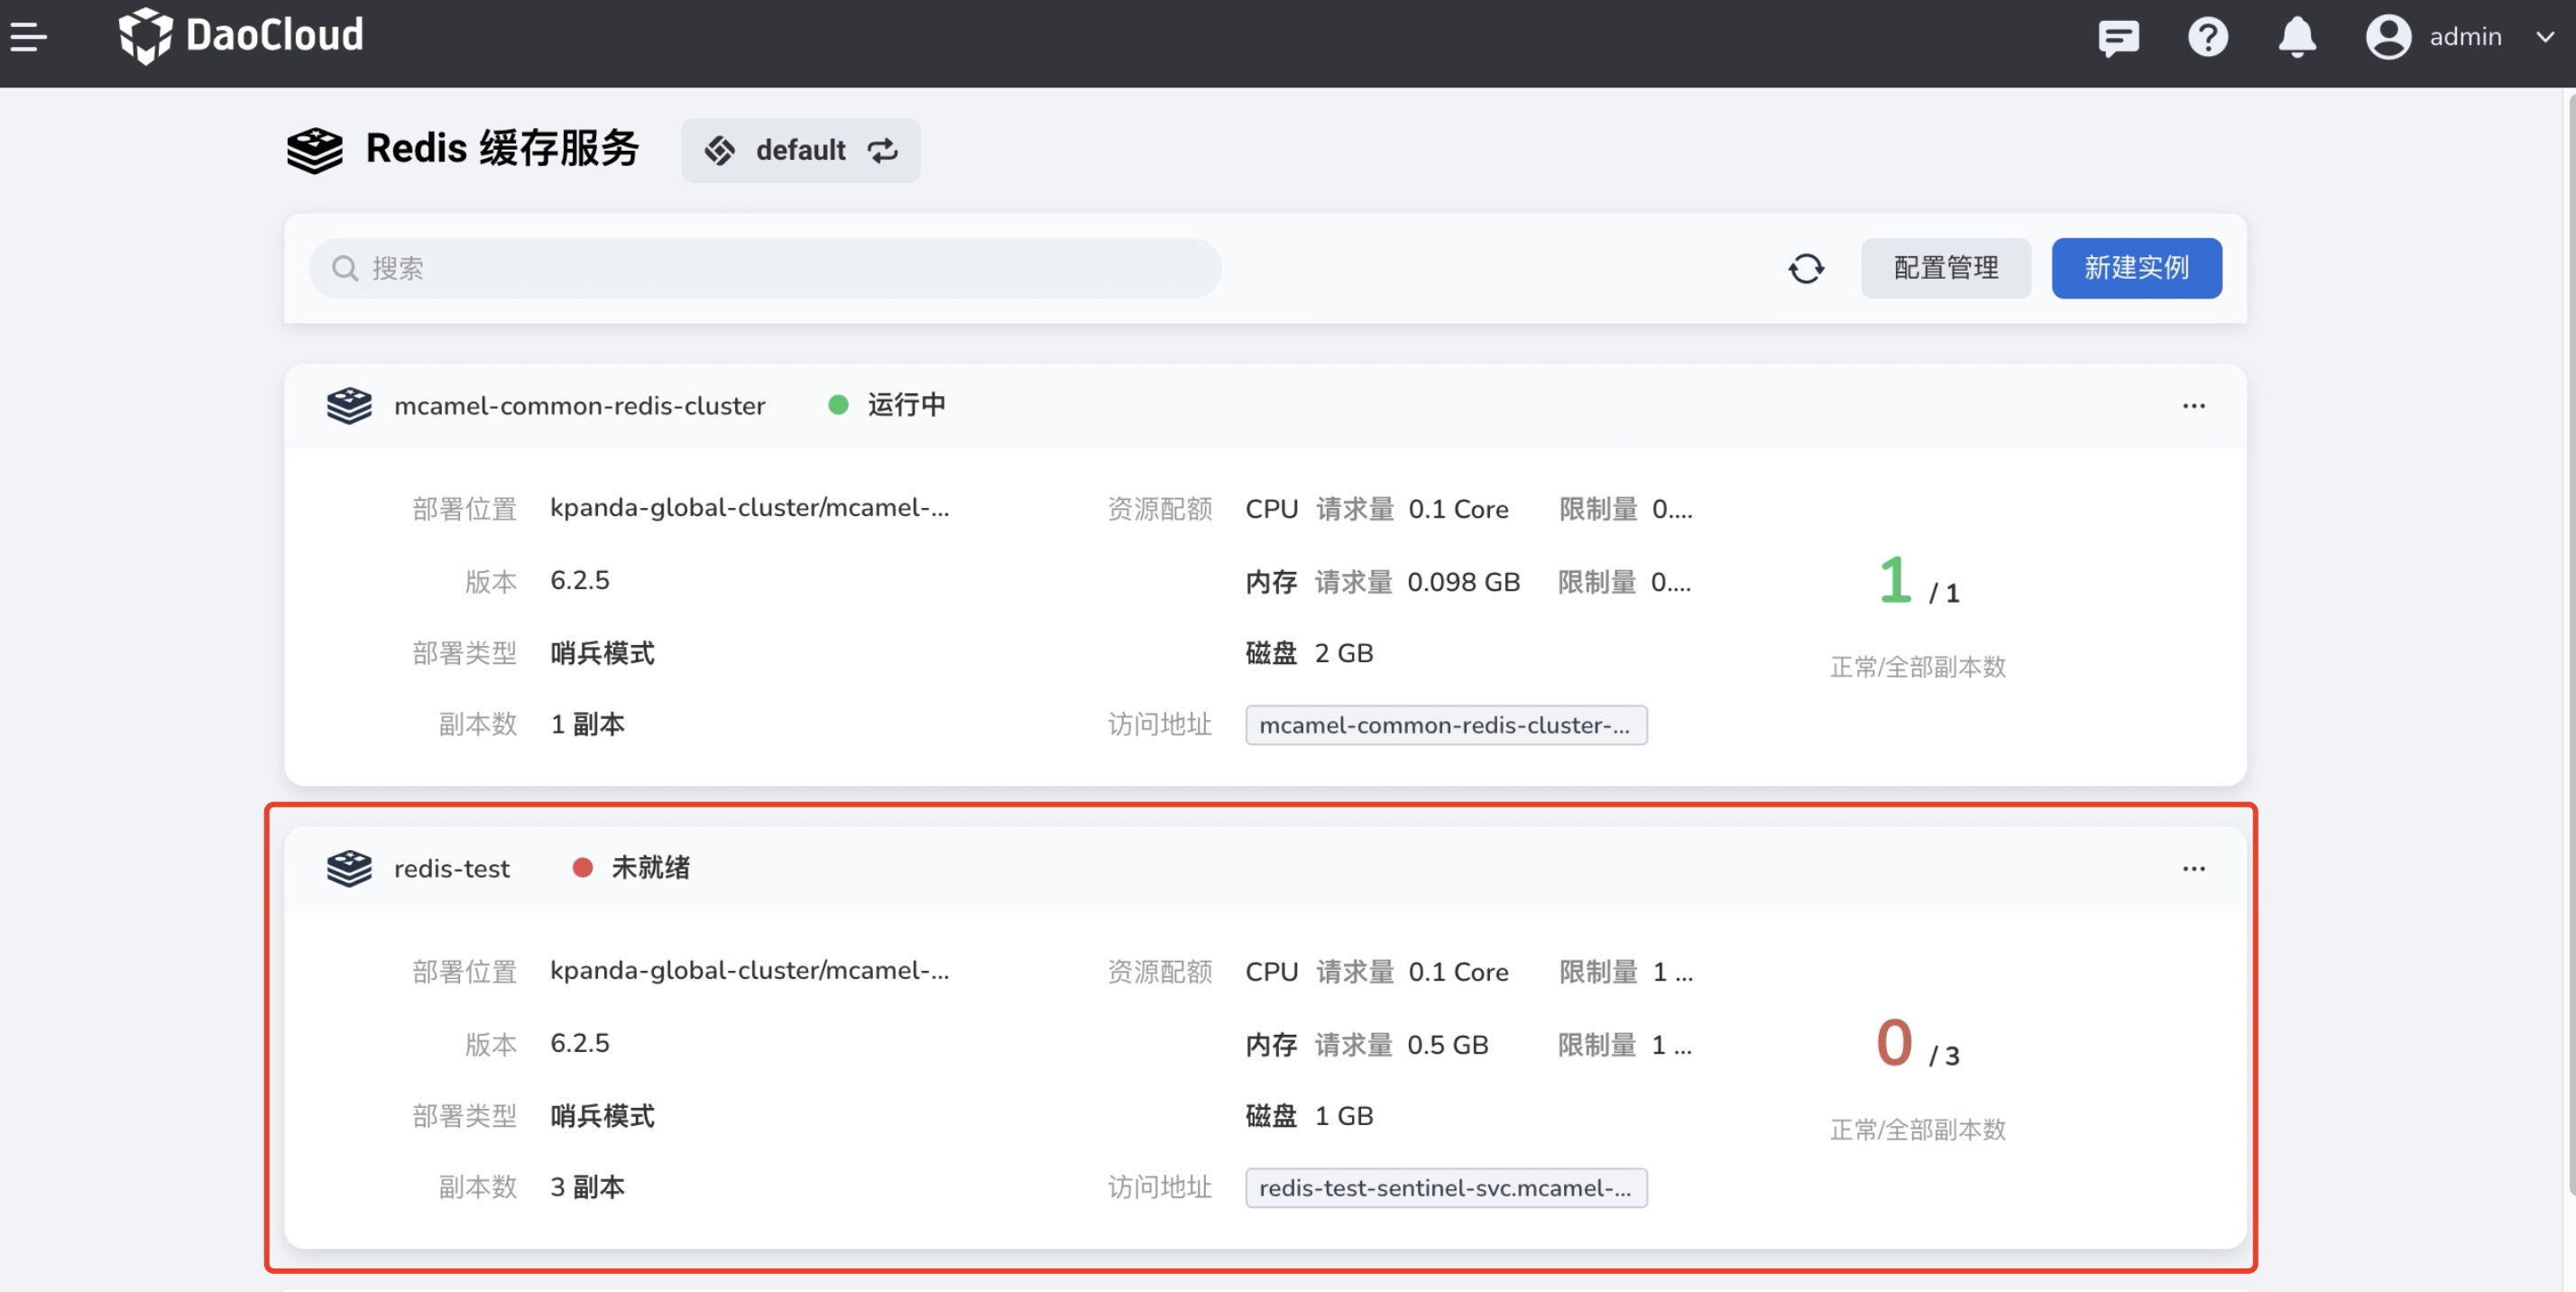 DaoCloud
admin
Redis 缓存服务
default
搜索
配置管理
新建实例
mcamel-common-redis-cluster
运行中
部署位置 kpanda-global-cluster/mcamel-...
资源配额 CPU 请求量 0.1 Core 限制量 0....
版本 6.2.5
内存 请求量 0.098 GB 限制量 0....
1 / 1
部署类型 哨兵模式
磁盘 2 GB
正常/全部副本数
副本数 1 副本
访问地址 mcamel-common-redis-cluster-...
redis-test
未就绪
部署位置 kpanda-global-cluster/mcamel-...
资源配额 CPU 请求量 0.1 Core 限制量 1 ...
版本 6.2.5
内存 请求量 0.5 GB 限制量 1 ...
0 / 3
部署类型 哨兵模式
磁盘 1 GB
正常/全部副本数
副本数 3 副本
访问地址 redis-test-sentinel-svc.mcamel-...